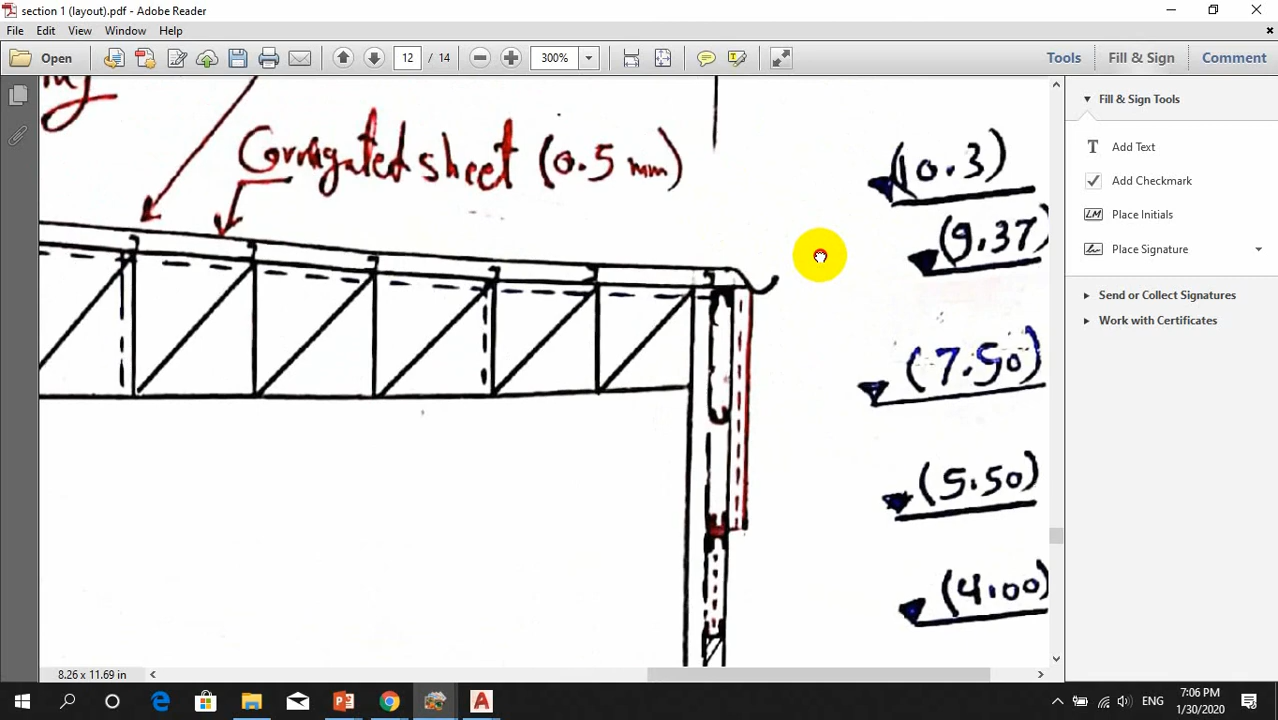 section 1 (layout).pdf - Adobe Reader
File Edit View Window Help
Open 12 / 14 300% Tools Fill & Sign Comment
Fill & Sign Tools
Add Text
Add Checkmark
LM Place Initials
Place Signature
Send or Collect Signatures
Work with Certificates
Corrugated sheet (0.5 mm)
(10.3)
(9.37)
(7.50)
(5.50)
(4.00)
8.26 x 11.69 in
ENG 7:06 PM
1/30/2020